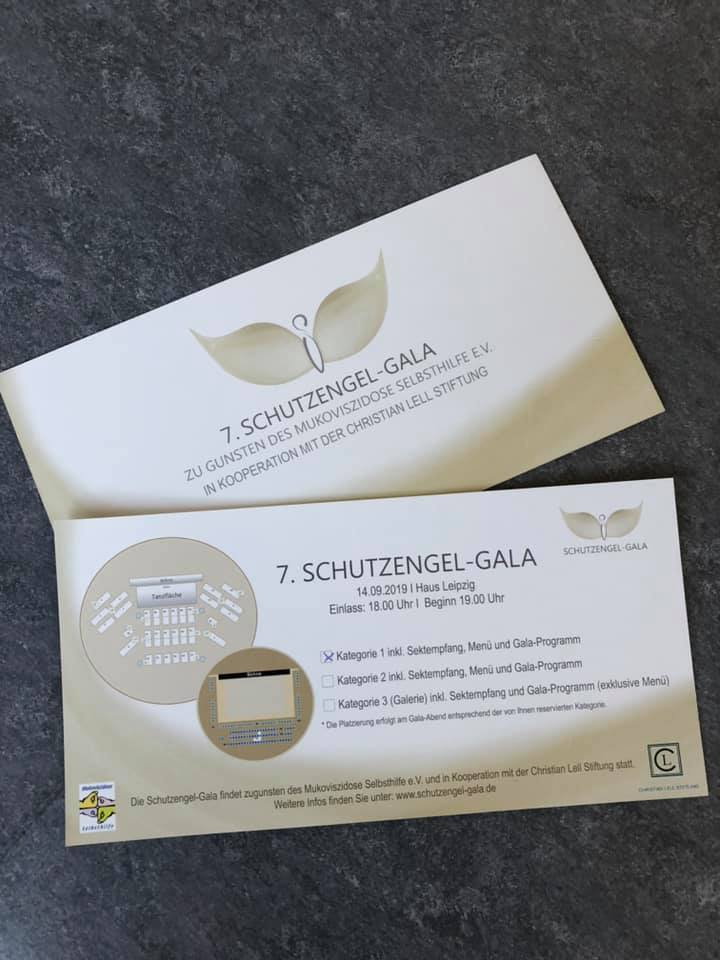 7. SCHUTZENGEL-GALA
ZU GUNSTEN DES MUKOVISZIDOSE SELBSTHILFE E.V.
IN KOOPERATION MIT DER CHRISTIAN LELL STIFTUNG
SCHUTZENGEL-GALA
7. SCHUTZENGEL-GALA
14.09.2019 I Haus Leipzig
Einlass: 18.00 Uhr I Beginn 19.00 Uhr
Bühne
Tanzfläche
Bühne
Kategorie 1 inkl. Sektempfang, Menü und Gala-Programm
Kategorie 2 inkl. Sektempfang, Menü und Gala-Programm
Kategorie 3 (Galerie) inkl. Sektempfang und Gala-Programm (exklusive Menü)
* Die Platzierung erfolgt am Gala-Abend entsprechend der von Ihnen reservierten Kategorie.
Mukoviszidose
Selbsthilfe
Die Schutzengel-Gala findet zugunsten des Mukoviszidose Selbsthilfe e.V. und in Kooperation mit der Christian Lell Stiftung statt.
Weitere Infos finden Sie unter: www.schutzengel-gala.de
CL
CHRISTIAN LELL STIFTUNG